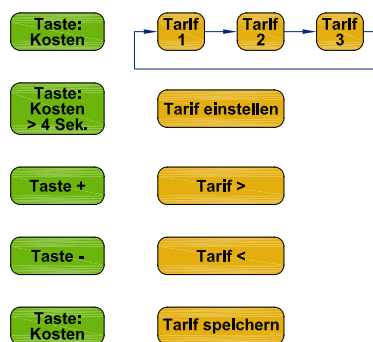 Taste:
Kosten
Tarif
1
Tarif
2
Tarif
3
Taste:
Kosten
> 4 Sek.
Tarif einstellen
Taste +
Tarif >
Taste -
Tarif <
Taste:
Kosten
Tarif speichern